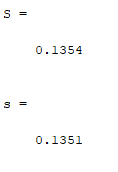 S =
0.1354
s =
0.1351